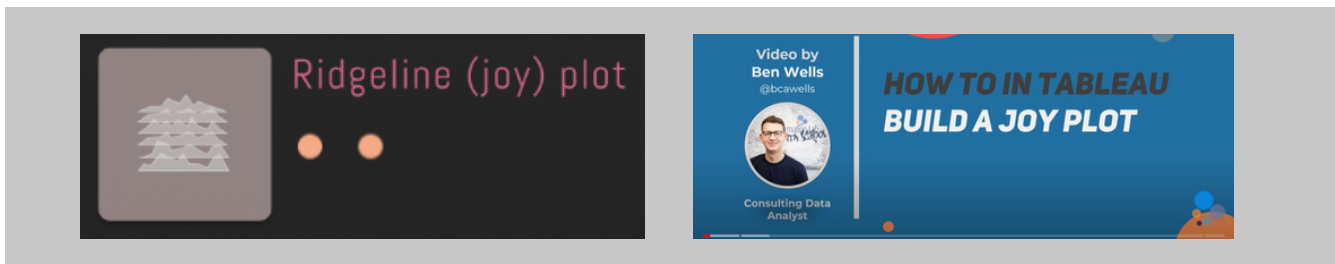 Ridgeline (joy) plot
Video by
Ben Wells
@bcawells
HOW TO IN TABLEAU
BUILD A JOY PLOT
Consulting Data
Analyst